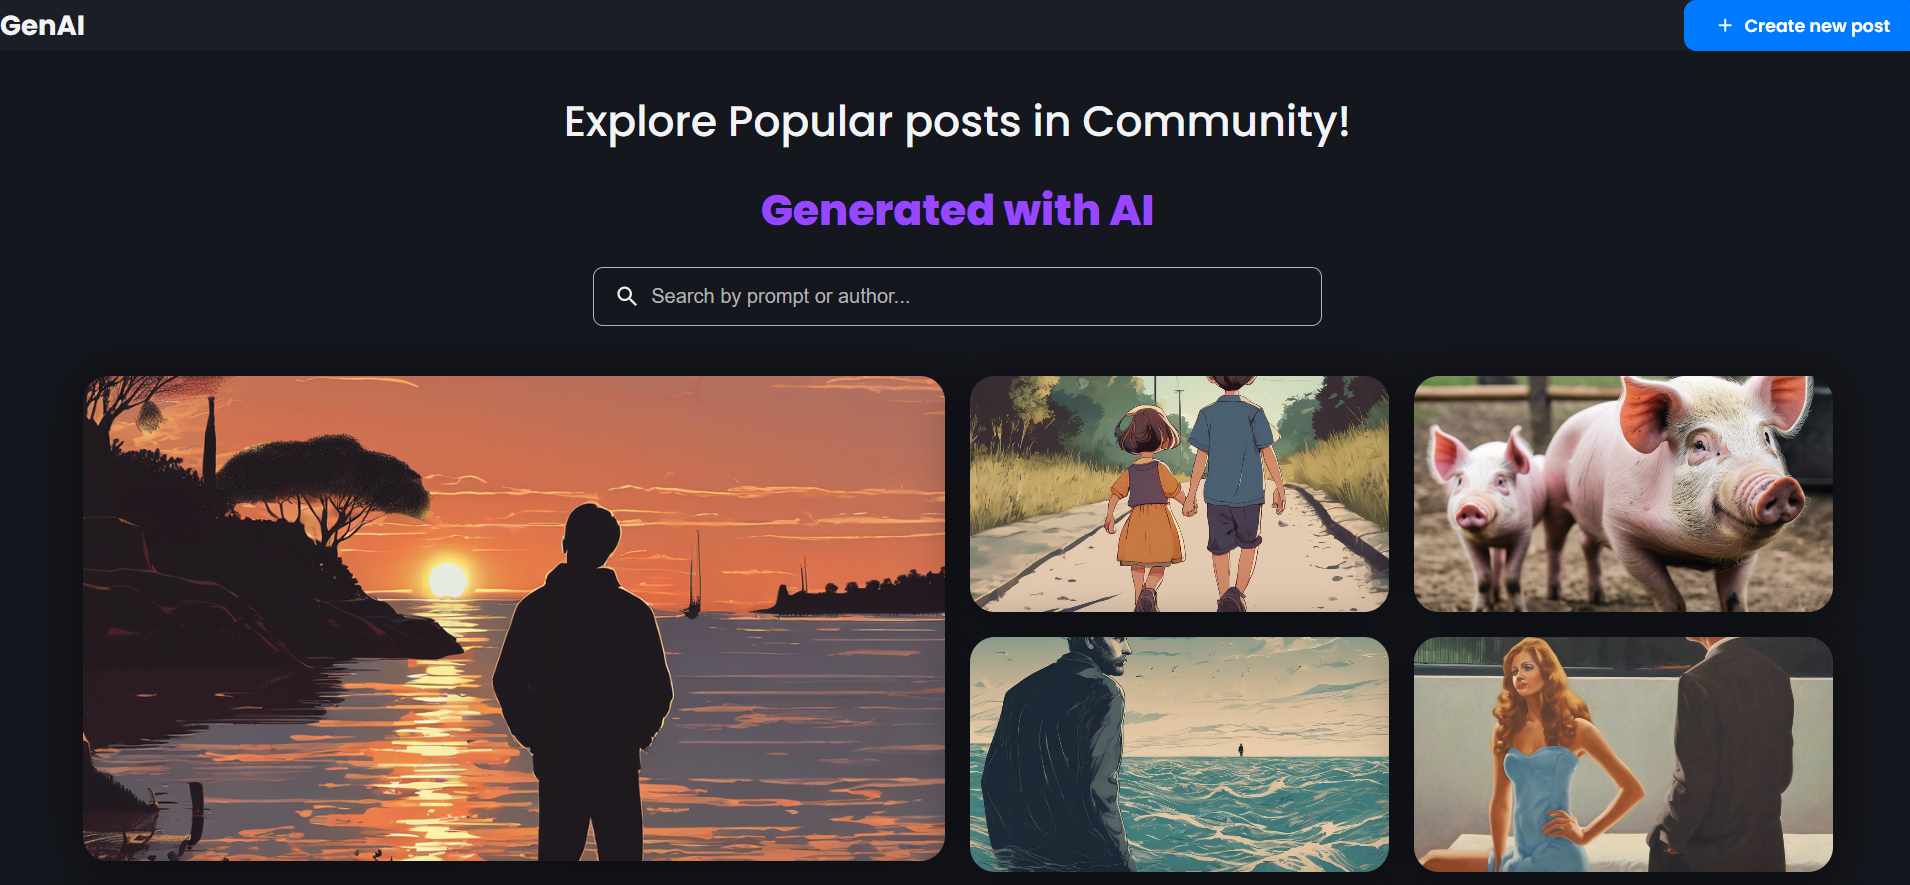 GenAI
Create new post
Explore Popular posts in Community!
Generated with AI
Search by prompt or author...